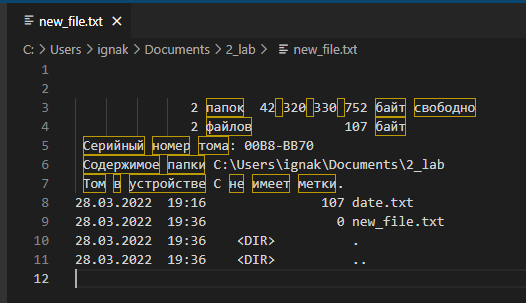 new_file.txt
C: > Users > ignak > Documents > 2_lab > new_file.txt
1
2
3 2 папок 42 320 330 752 байт свободно
4 2 файлов 107 байт
5 Серийный номер тома: 00B8-BB70
6 Содержимое папки C:\Users\ignak\Documents\2_lab
7 Том в устройстве C не имеет метки.
8 28.03.2022 19:16 107 date.txt
9 28.03.2022 19:36 0 new_file.txt
10 28.03.2022 19:36 <DIR> .
11 28.03.2022 19:36 <DIR> ..
12